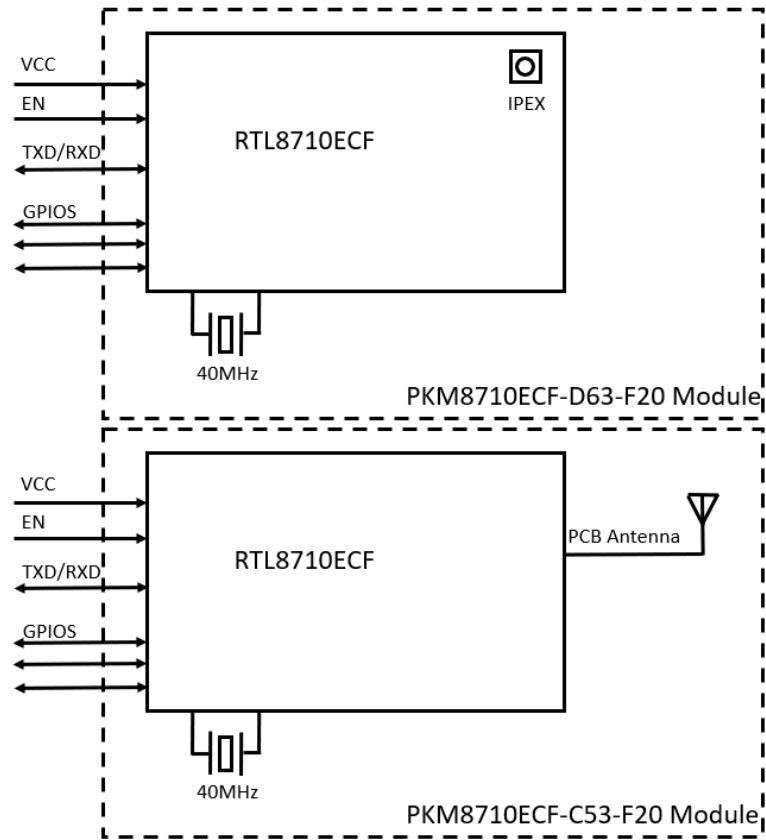 VCC
EN
TXD/RXD
GPIOS
RTL8710ECF
IPEX
40MHz
PKM8710ECF-D63-F20 Module
VCC
EN
TXD/RXD
GPIOS
RTL8710ECF
PCB Antenna
40MHz
PKM8710ECF-C53-F20 Module